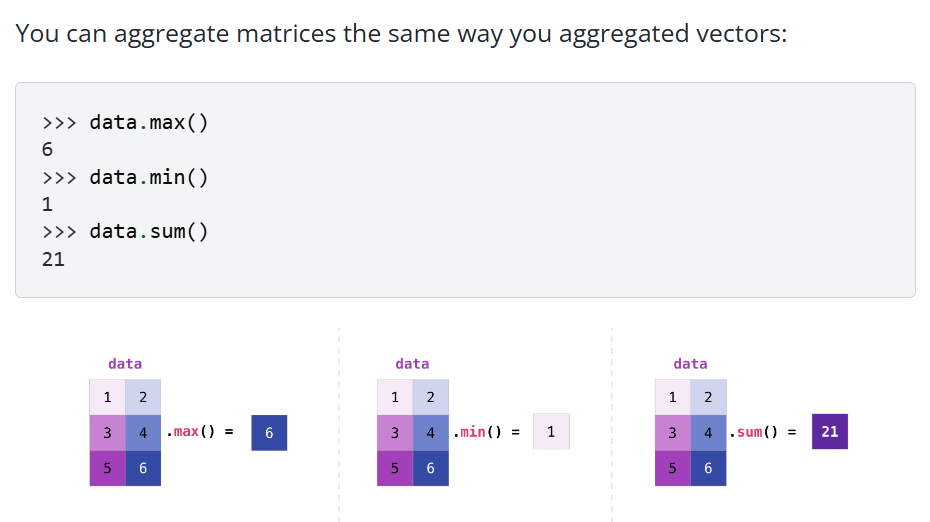 You can aggregate matrices the same way you aggregated vectors:
>>> data.max()
6
>>> data.min()
1
>>> data.sum()
21
data
1 2
3 4 .max() = 6
5 6
data
1 2
3 4 .min() = 1
5 6
data
1 2
3 4 .sum() = 21
5 6